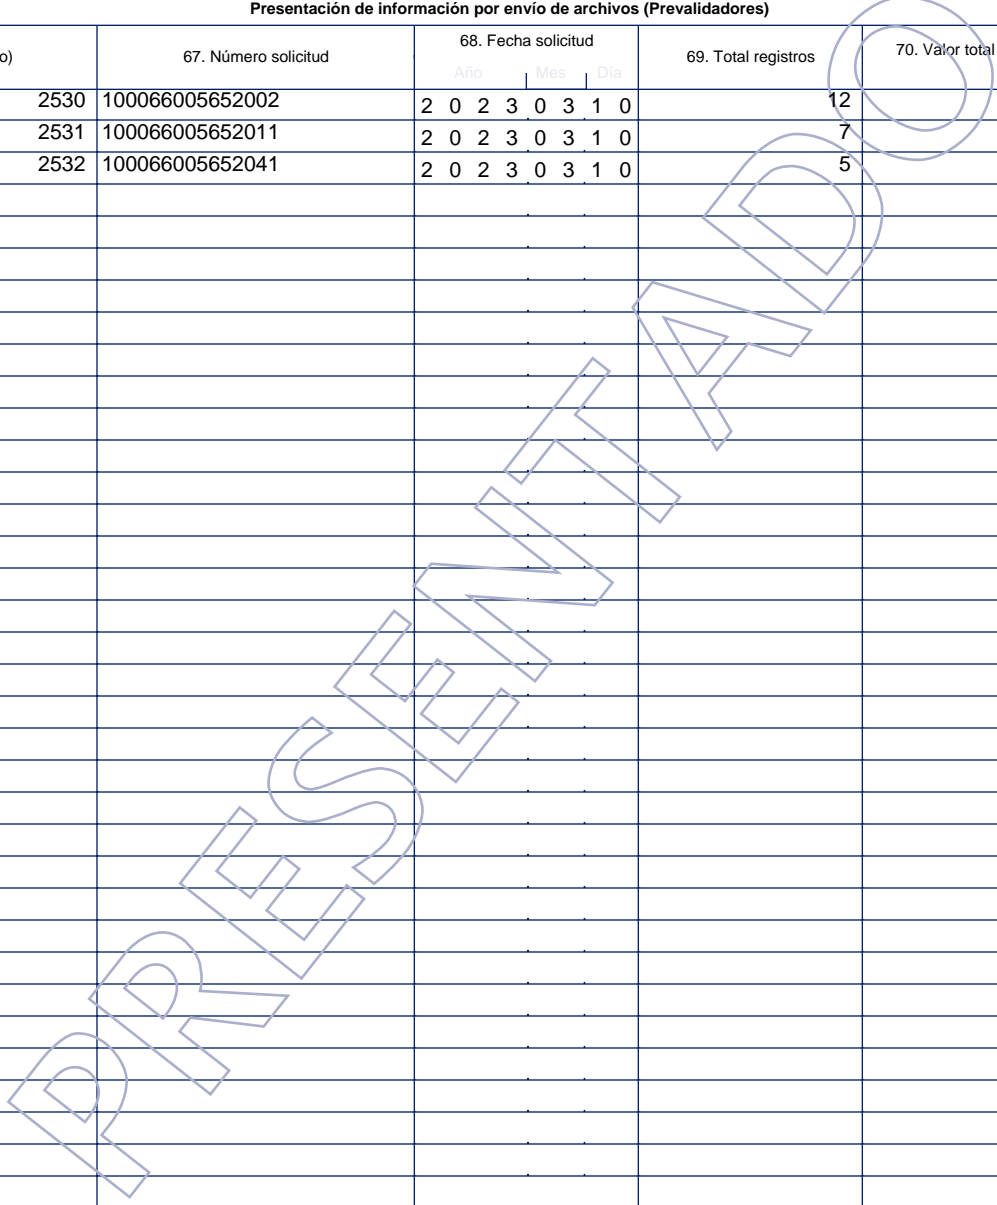 Presentación de información por envío de archivos (Prevalidadores)
o) 67. Número solicitud 68. Fecha solicitud 69. Total registros 70. Valor total
Año Mes Día
2530 100066005652002 2 0 2 3 0 3 1 0 12
2531 100066005652011 2 0 2 3 0 3 1 0 7
2532 100066005652041 2 0 2 3 0 3 1 0 5
PRESENTADO